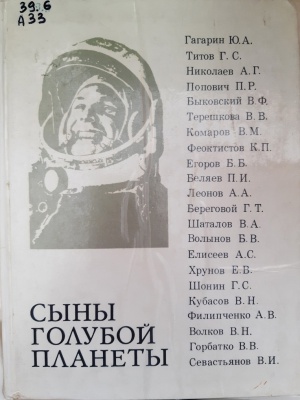 39.6
А33
Гагарин Ю.А.
Титов Г.С.
Николаев А.Г.
Попович П.Р.
Быковский В.Ф.
Терешкова В.В.
Комаров В.М.
Феоктистов К.П.
Егоров Б.Б.
Беляев П.И.
Леонов А.А.
Береговой Г.Т.
Шаталов В.А.
Волынов Б.В.
Елисеев А.С.
Хрунов Е.В.
Шонин Г.С.
Кубасов В.Н.
Филипченко А.В.
Волков В.Н.
Горбатко В.В.
Севастьянов В.И.
СЫНЫ
ГОЛУБОЙ
ПЛАНЕТЫ